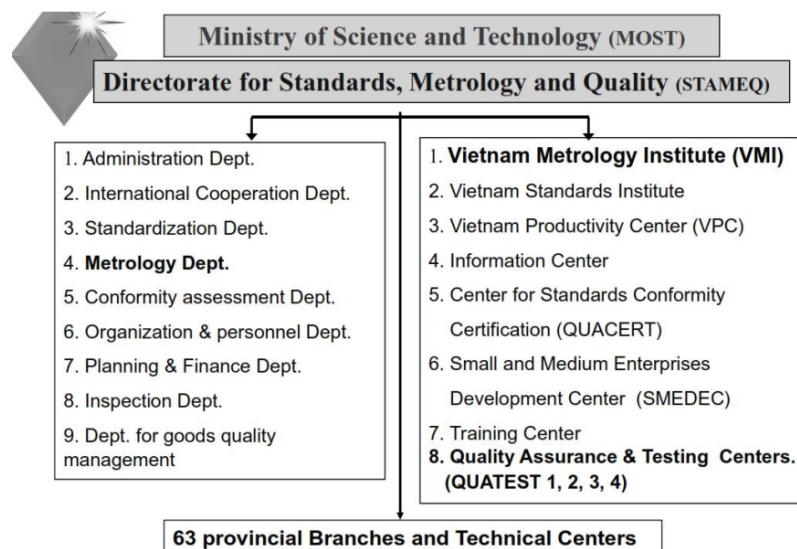 Ministry of Science and Technology (MOST)
Directorate for Standards, Metrology and Quality (STAMEQ)
1. Administration Dept.
2. International Cooperation Dept.
3. Standardization Dept.
4. Metrology Dept.
5. Conformity assessment Dept.
6. Organization & personnel Dept.
7. Planning & Finance Dept.
8. Inspection Dept.
9. Dept. for goods quality
management
1. Vietnam Metrology Institute (VMI)
2. Vietnam Standards Institute
3. Vietnam Productivity Center (VPC)
4. Information Center
5. Center for Standards Conformity
Certification (QUACERT)
6. Small and Medium Enterprises
Development Center (SMEDEC)
7. Training Center
8. Quality Assurance & Testing Centers.
(QUATEST 1, 2, 3, 4)
63 provincial Branches and Technical Centers